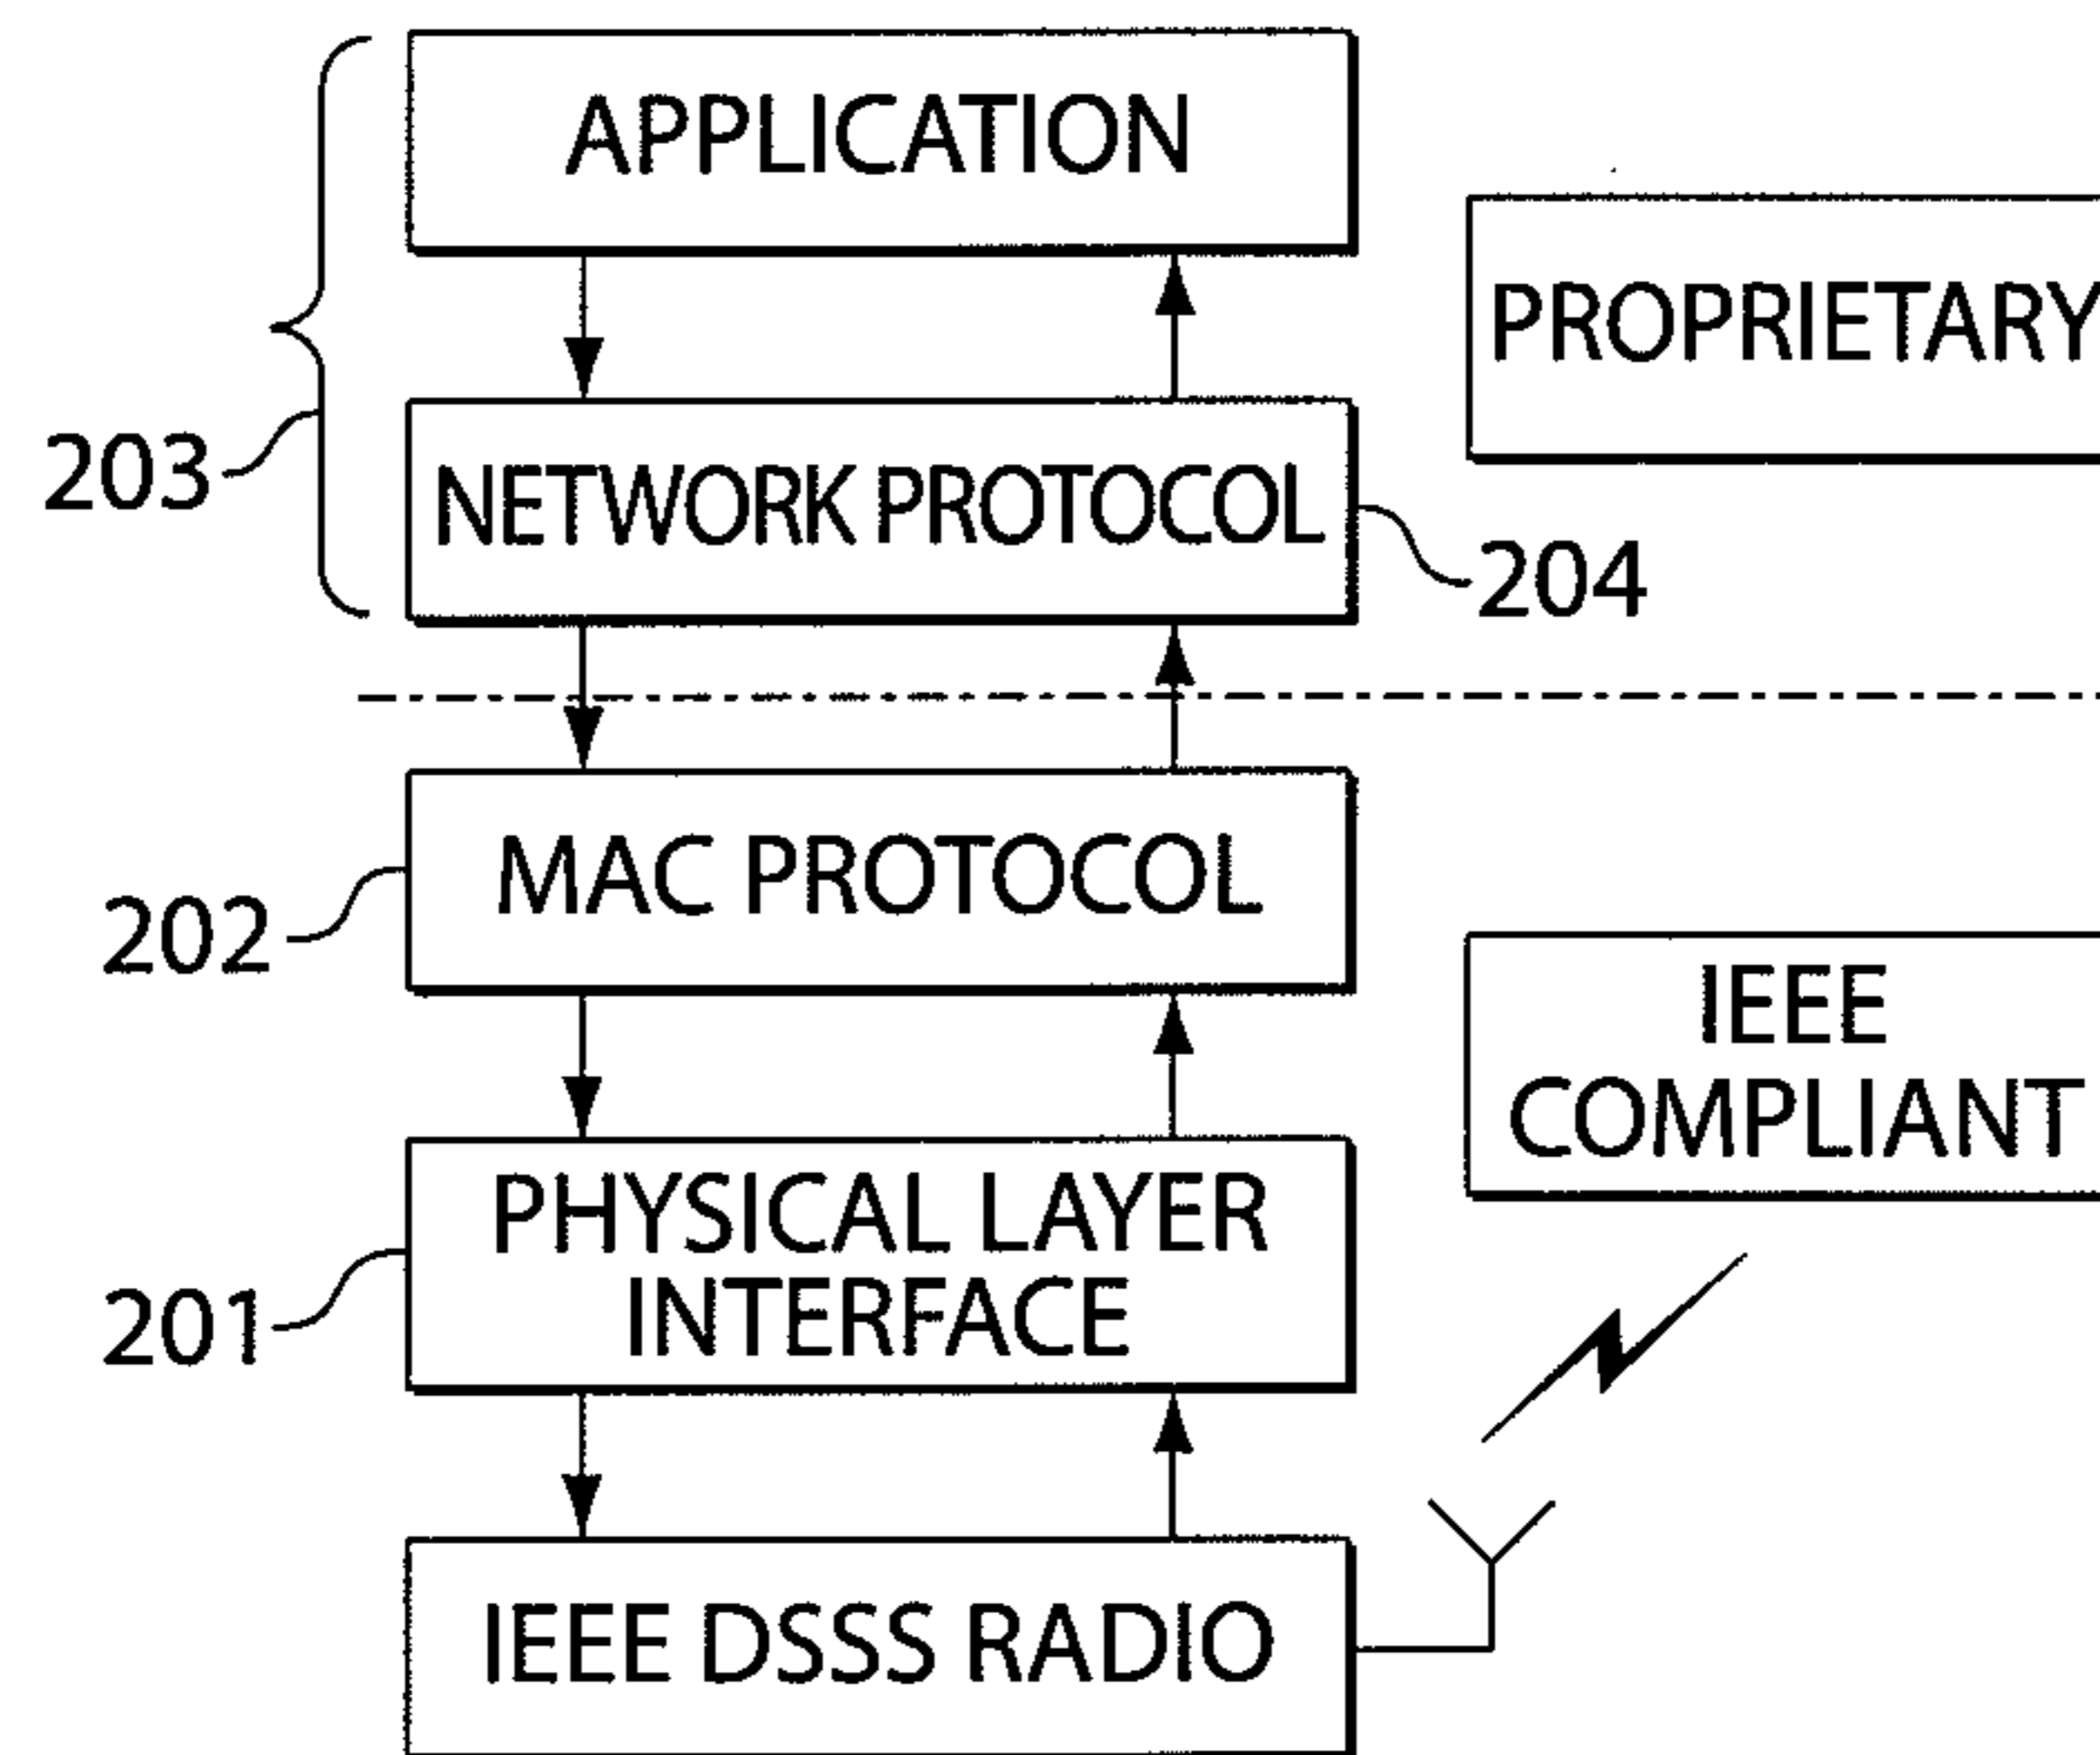 APPLICATION
PROPRIETARY
203
NETWORK PROTOCOL
204
MAC PROTOCOL
202
IEEE
COMPLIANT
PHYSICAL LAYER
INTERFACE
201
IEEE DSSS RADIO